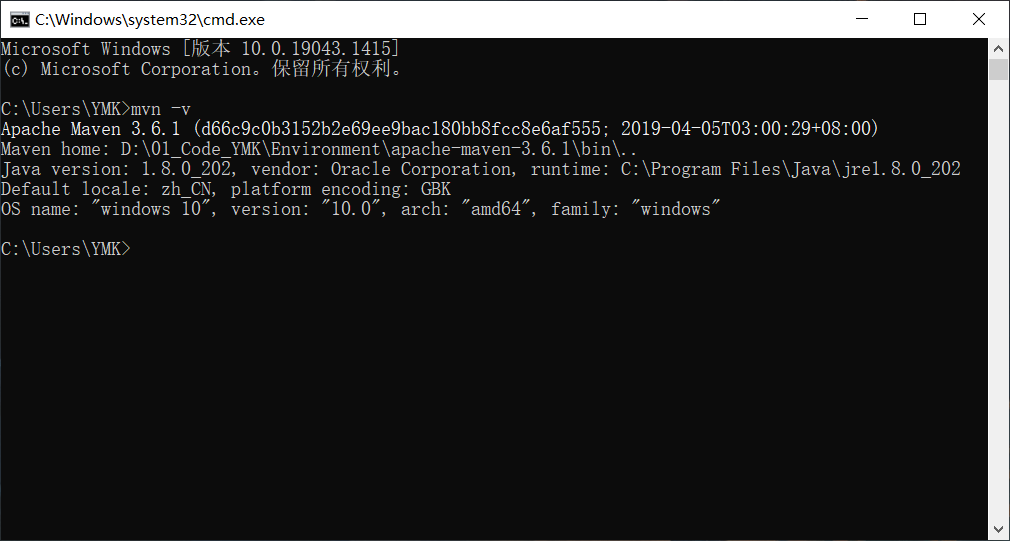 C:\Windows\system32\cmd.exe
Microsoft Windows [版本 10.0.19043.1415]
(c) Microsoft Corporation。保留所有权利。
C:\Users\YMK>mvn -v
Apache Maven 3.6.1 (d66c9c0b3152b2e69ee9bac180bb8fcc8e6af555; 2019-04-05T03:00:29+08:00)
Maven home: D:\01_Code_YMK\Environment\apache-maven-3.6.1\bin\..
Java version: 1.8.0_202, vendor: Oracle Corporation, runtime: C:\Program Files\Java\jre1.8.0_202
Default locale: zh_CN, platform encoding: GBK
OS name: "windows 10", version: "10.0", arch: "amd64", family: "windows"
C:\Users\YMK>